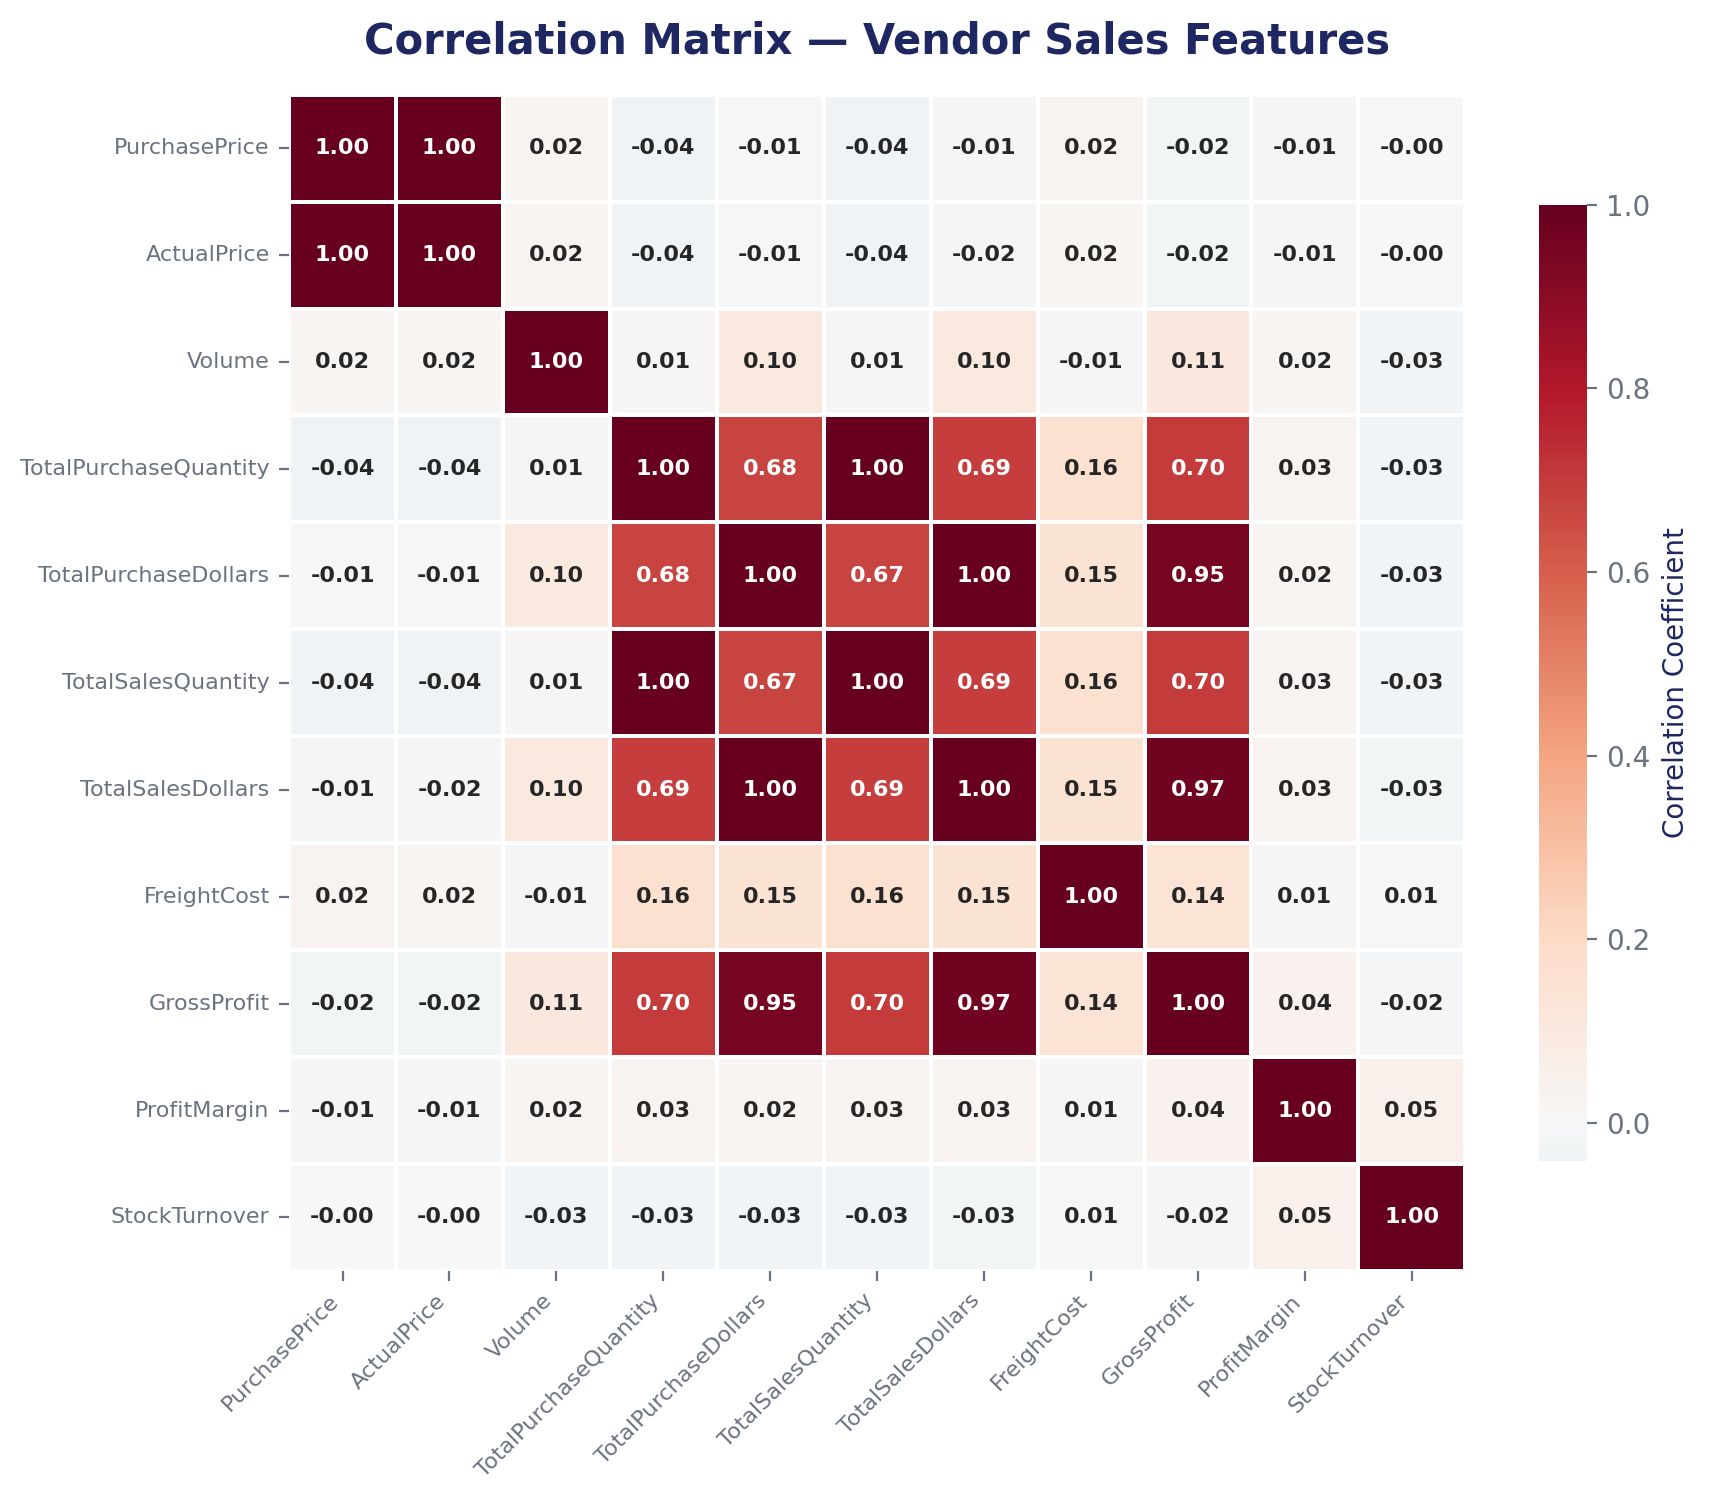 Correlation Matrix — Vendor Sales Features
PurchasePrice 1.00 1.00 0.02 -0.04 -0.01 -0.04 -0.01 0.02 -0.02 -0.01 -0.00
ActualPrice 1.00 1.00 0.02 -0.04 -0.01 -0.04 -0.02 0.02 -0.02 -0.01 -0.00
Volume 0.02 0.02 1.00 0.01 0.10 0.01 0.10 -0.01 0.11 0.02 -0.03
TotalPurchaseQuantity -0.04 -0.04 0.01 1.00 0.68 1.00 0.69 0.16 0.70 0.03 -0.03
TotalPurchaseDollars -0.01 -0.01 0.10 0.68 1.00 0.67 1.00 0.15 0.95 0.02 -0.03
TotalSalesQuantity -0.04 -0.04 0.01 1.00 0.67 1.00 0.69 0.16 0.70 0.03 -0.03
TotalSalesDollars -0.01 -0.02 0.10 0.69 1.00 0.69 1.00 0.15 0.97 0.03 -0.03
FreightCost 0.02 0.02 -0.01 0.16 0.15 0.16 0.15 1.00 0.14 0.01 0.01
GrossProfit -0.02 -0.02 0.11 0.70 0.95 0.70 0.97 0.14 1.00 0.04 -0.02
ProfitMargin -0.01 -0.01 0.02 0.03 0.02 0.03 0.03 0.01 0.04 1.00 0.05
StockTurnover -0.00 -0.00 -0.03 -0.03 -0.03 -0.03 -0.03 0.01 -0.02 0.05 1.00
PurchasePrice
ActualPrice
Volume
TotalPurchaseQuantity
TotalPurchaseDollars
TotalSalesQuantity
TotalSalesDollars
FreightCost
GrossProfit
ProfitMargin
StockTurnover
1.0
0.8
0.6
0.4
0.2
0.0
Correlation Coefficient